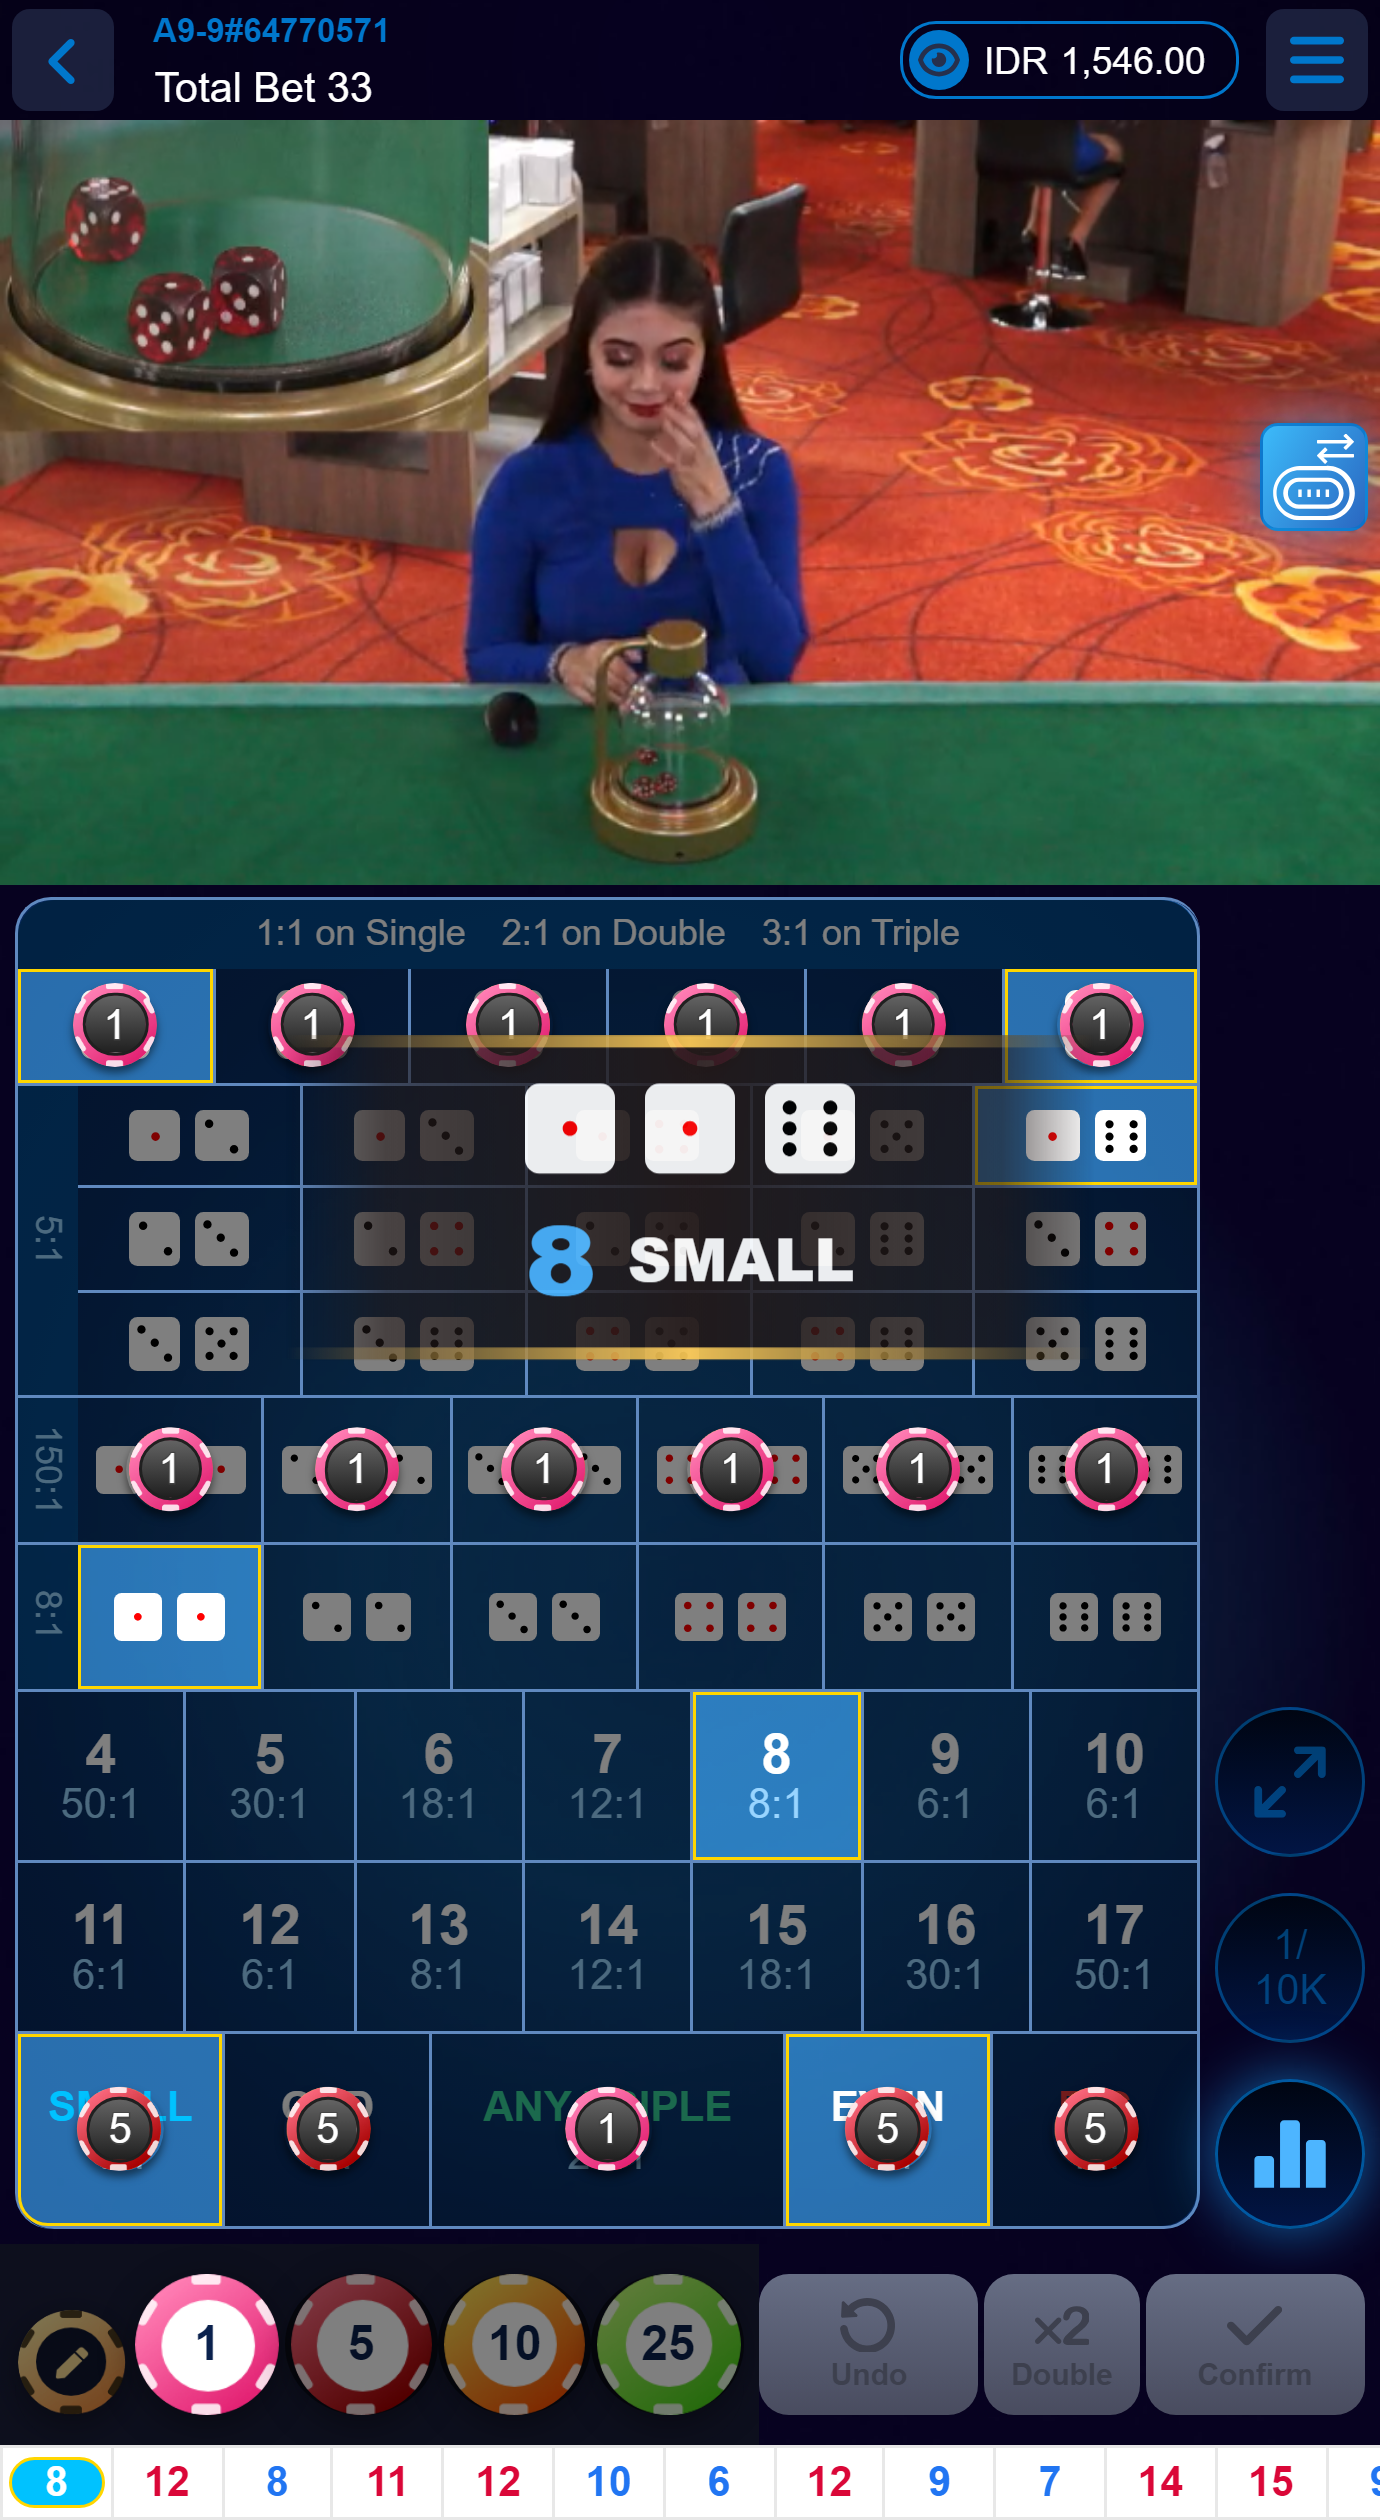 A9-9#64770571
Total Bet 33
IDR 1,546.00
1:1 on Single 2:1 on Double 3:1 on Triple
1 1 1 1 1 1
8 SMALL
5:1
150:1
1 1 1 1 1 1
8:1
4 5 6 7 8 9 10
50:1 30:1 18:1 12:1 8:1 6:1 6:1
11 12 13 14 15 16 17
6:1 6:1 8:1 12:1 18:1 30:1 50:1
1/
10K
5 5 1 5 5
1 5 10 25
Undo
x2
Double
Confirm
8 12 8 11 12 10 6 12 9 7 14 15